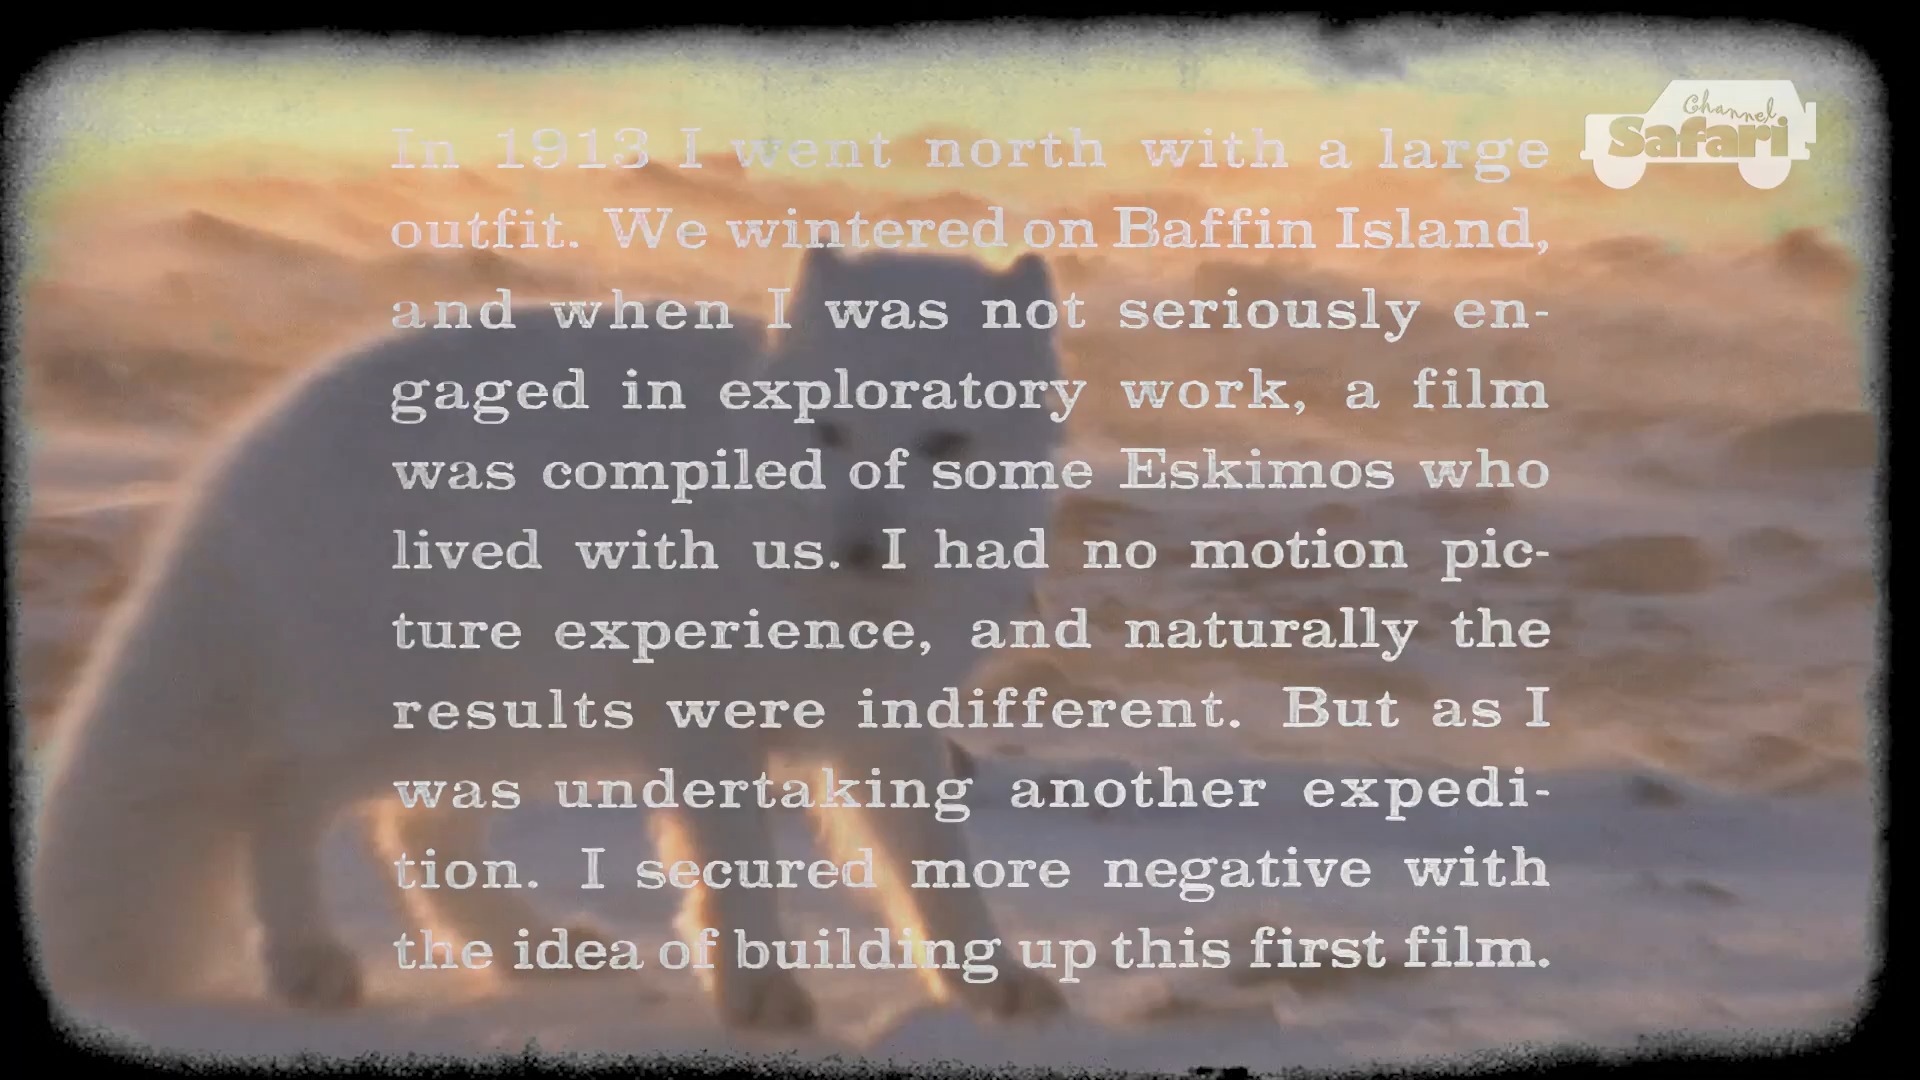 In 1913 I went north with a large
outfit. We wintered on Baffin Island,
and when I was not seriously en-
gaged in exploratory work, a film
was compiled of some Eskimos who
lived with us. I had no motion pic-
ture experience, and naturally the
results were indifferent. But as I
was undertaking another expedi-
tion. I secured more negative with
the idea of building up this first film.
Channel
Safari